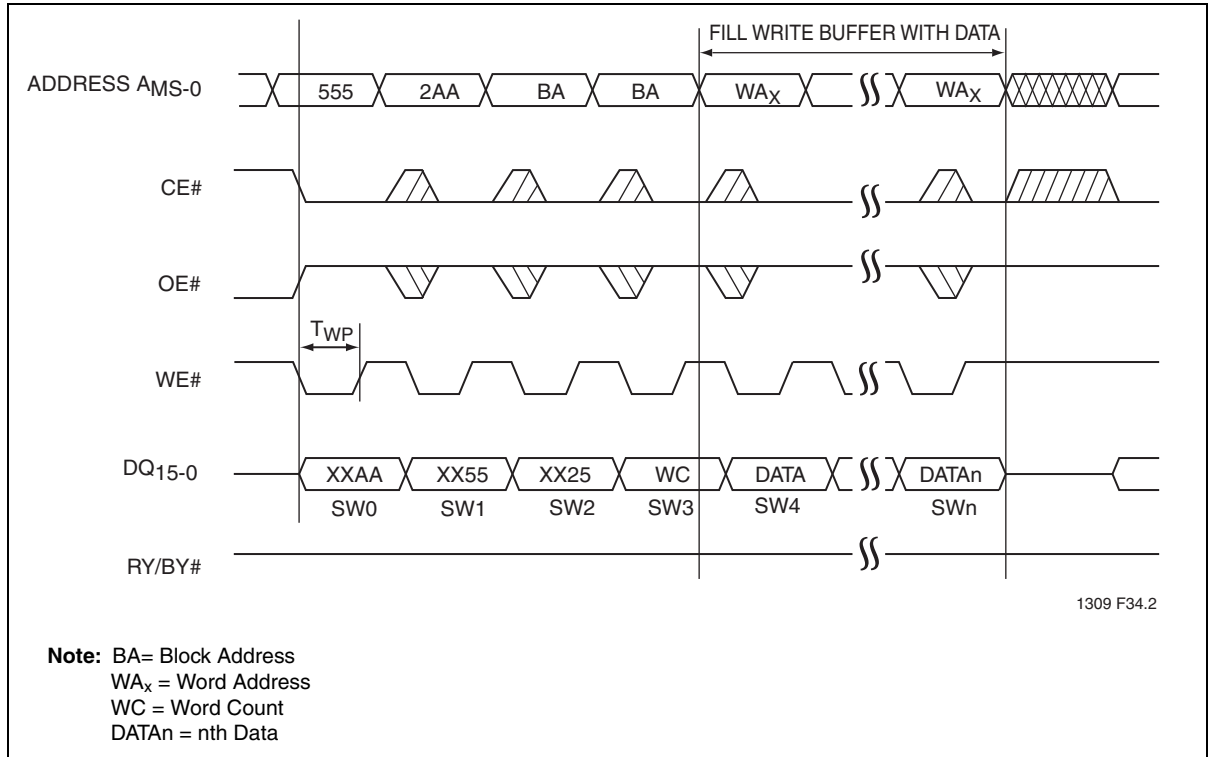 FILL WRITE BUFFER WITH DATA
ADDRESS AMS-0
555 2AA BA BA WAX WAX
CE#
OE#
TWP
WE#
DQ15-0
XXAA XX55 XX25 WC DATA DATAn
SW0 SW1 SW2 SW3 SW4 SWn
RY/BY#
1309 F34.2
Note: BA= Block Address
WAx = Word Address
WC = Word Count
DATAn = nth Data